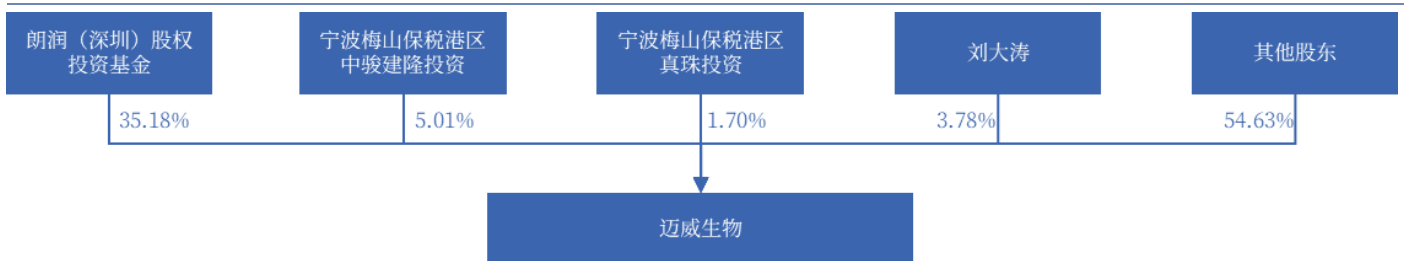 朗润（深圳）股权
投资基金
宁波梅山保税港区
中骏建隆投资
宁波梅山保税港区
真珠投资
刘大涛
其他股东
35.18%
5.01%
1.70%
3.78%
54.63%
迈威生物